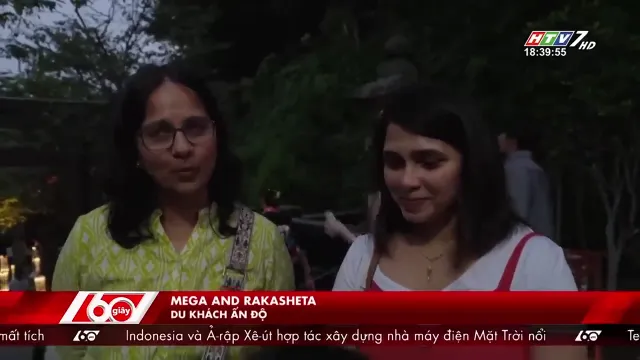 HTV7 HD
18:39:55
60 giây
MEGA AND RAKASHETA
DU KHÁCH ẤN ĐỘ
mất tích 60 Indonesia và Ả-rập Xê-út hợp tác xây dựng nhà máy điện Mặt Trời nổi 60 Te